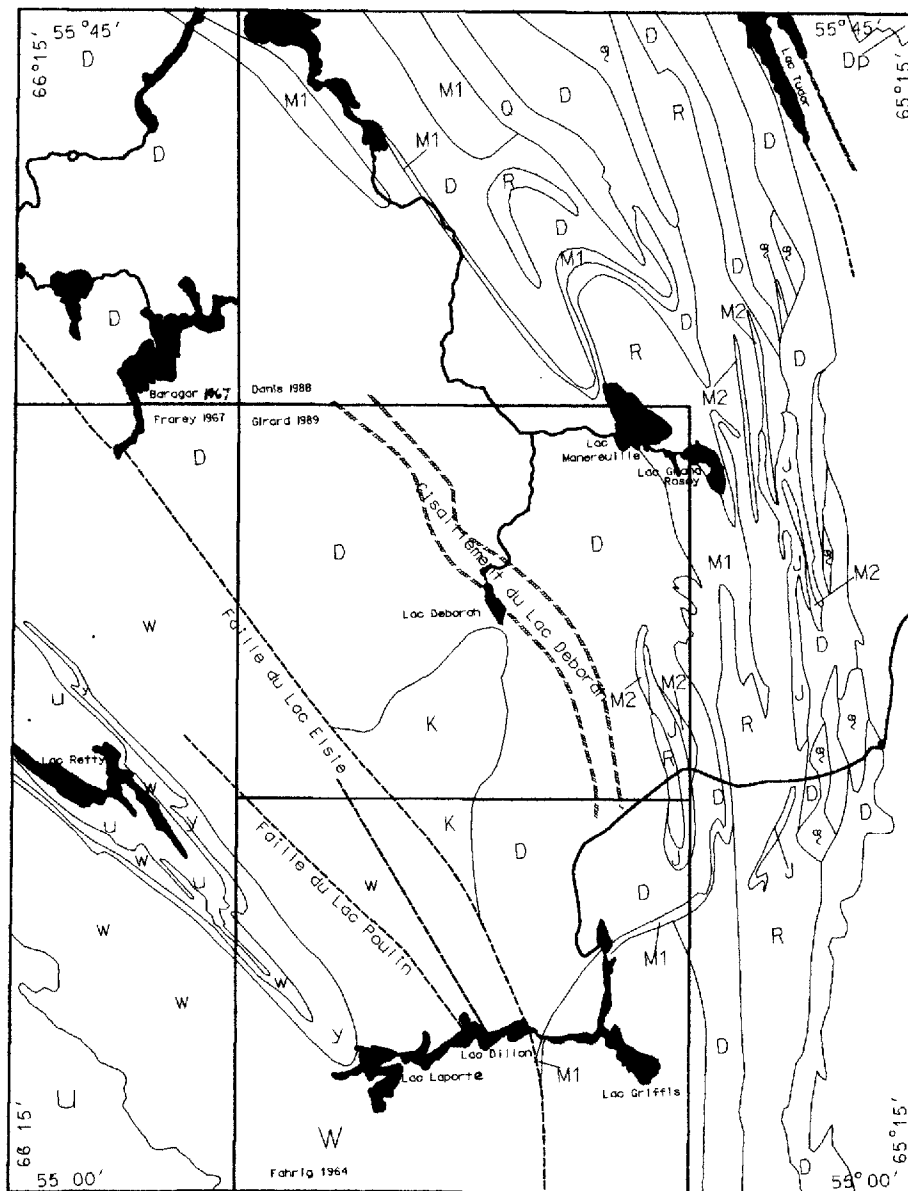 55°45′
66°15′
D
55°45′
65°15′
Dp
Lac Tudor
D
M1
M1
M1
Q
D
D
R
D
D
R
D
M1
D
D
D
M2
R
D
M2
Baragar 1967
Danis 1988
Frarey 1967
Girard 1989
D
Lac
Manereuille
Lac Grand
Rosoy
Cisaillement du Lac Deborah
D
D
J
M1
J
M2
Lac Deborah
D
W
Faille du Lac Elsie
M2
M2
J
U
K
R
R
Lac Retty
W
y
U
W
U
K
D
D
D
D
J
J
Faille du Lac Poulin
W
D
W
R
M1
W
W
y
D
Lac Dillon
Lac Laporte
M1
Lac Griffis
U
W
66 15′
55 00′
Fahrig 1964
D
55°00′
65°15′